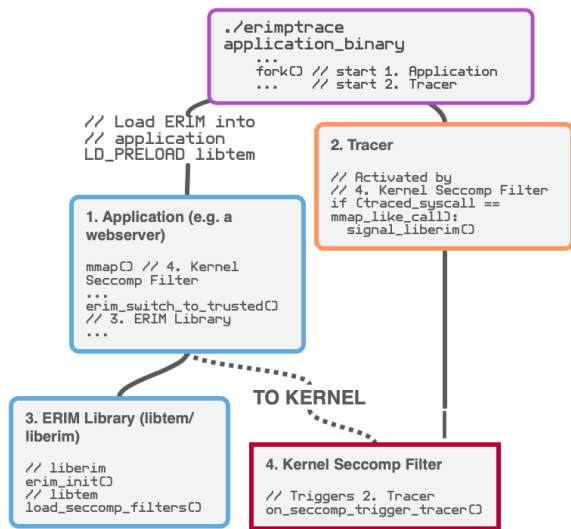 ./erimptrace
application_binary
...
fork() // start 1. Application
... // start 2. Tracer
// Load ERIM into
// application
LD_PRELOAD libtem
2. Tracer
// Activated by
// 4. Kernel Seccomp Filter
if (traced_syscall ==
mmap_like_call):
signal_liberim()
1. Application (e.g. a
webserver)
mmap() // 4. Kernel
Seccomp Filter
...
erim_switch_to_trusted()
// 3. ERIM Library
...
TO KERNEL
3. ERIM Library (libtem/
liberim)
// liberim
erim_init()
// libtem
load_seccomp_filters()
4. Kernel Seccomp Filter
// Triggers 2. Tracer
on_seccomp_trigger_tracer()